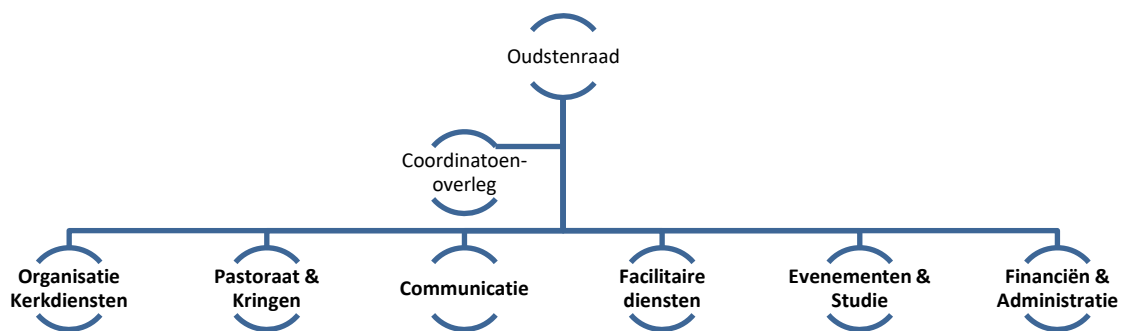 Oudstenraad
Coordinatoen-
overleg
Organisatie
Kerkdiensten
Pastoraat &
Kringen
Communicatie
Facilitaire
diensten
Evenementen &
Studie
Financiën &
Administratie